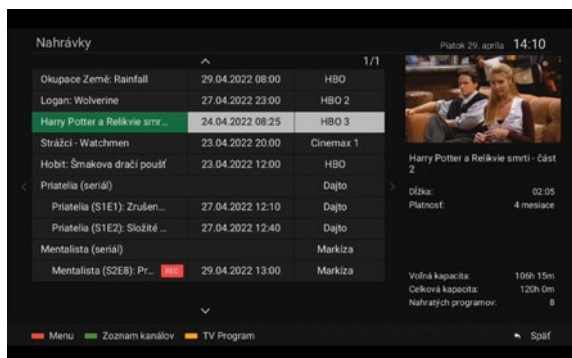 Nahrávky
Piatok 29. apríla 14:10
1/1
Okupace Země: Rainfall 29.04.2022 08:00 HBO
Logan: Wolverine 27.04.2022 23:00 HBO 2
Harry Potter a Relikvie smr... 24.04.2022 08:25 HBO 3
Strážci - Watchmen 23.04.2022 20:00 Cinemax 1
Hobit: Šmakova dračí poušť 23.04.2022 12:00 HBO
Priatelia (seriál) Dajto
Priatelia (S1E1): Zrušen... 27.04.2022 12:10 Dajto
Priatelia (S1E2): Složité ... 27.04.2022 12:40 Dajto
Mentalista (seriál) Markíza
Mentalista (S2E8): Pr... REC 29.04.2022 13:00 Markíza
Harry Potter a Relikvie smrti - část
2
Dĺžka: 02:05
Platnosť: 4 mesiace
Voľná kapacita: 106h 15m
Celková kapacita: 120h 0m
Nahratých programov: 8
Menu Zoznam kanálov TV Program Späť